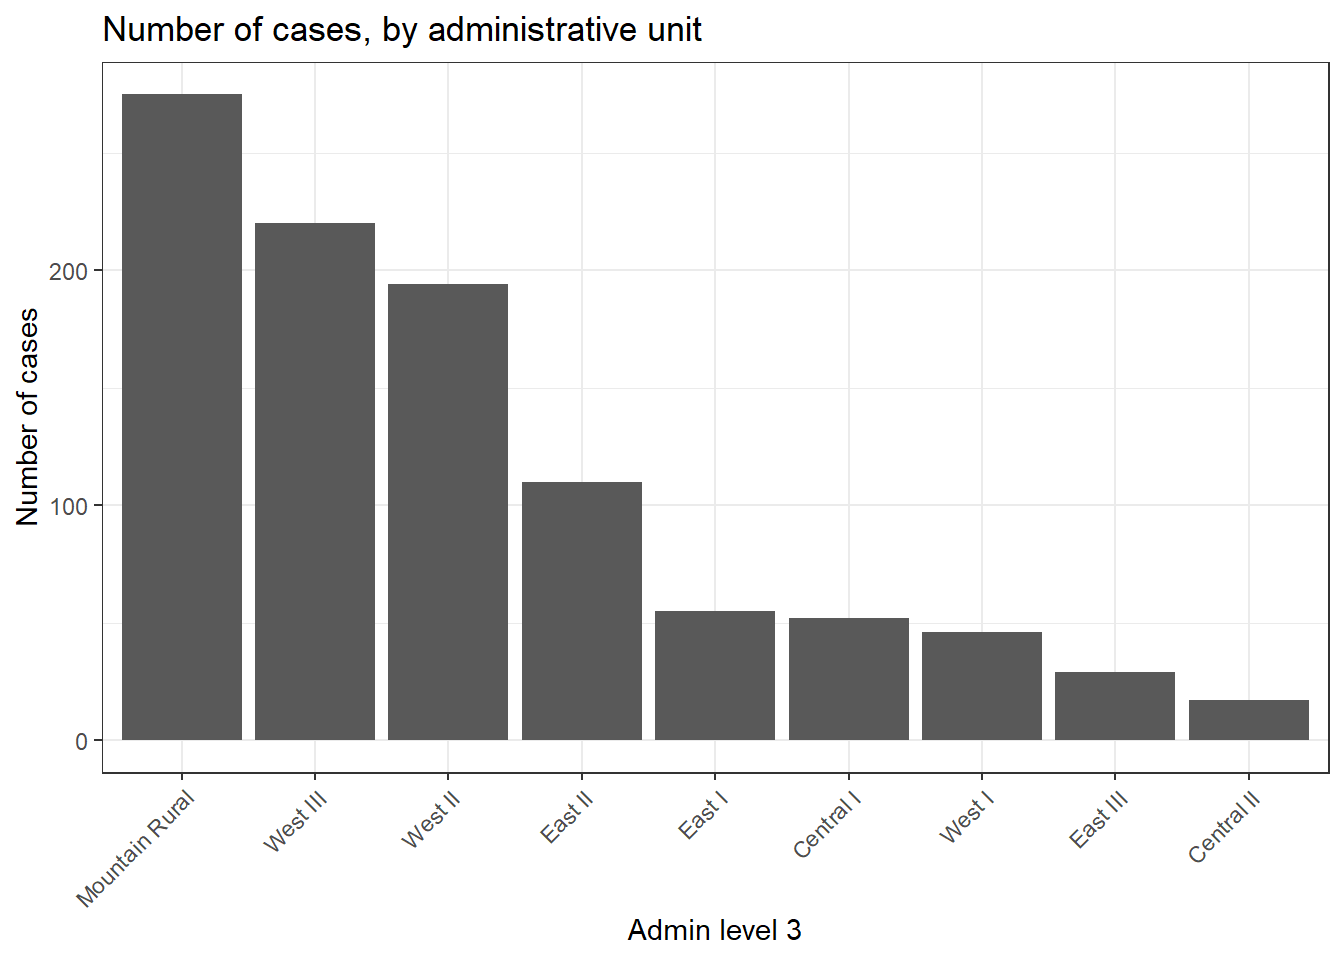 Number of cases, by administrative unit
Number of cases
200
100
0
Mountain Rural
West III
West II
East II
East I
Central I
West I
East III
Central II
Admin level 3